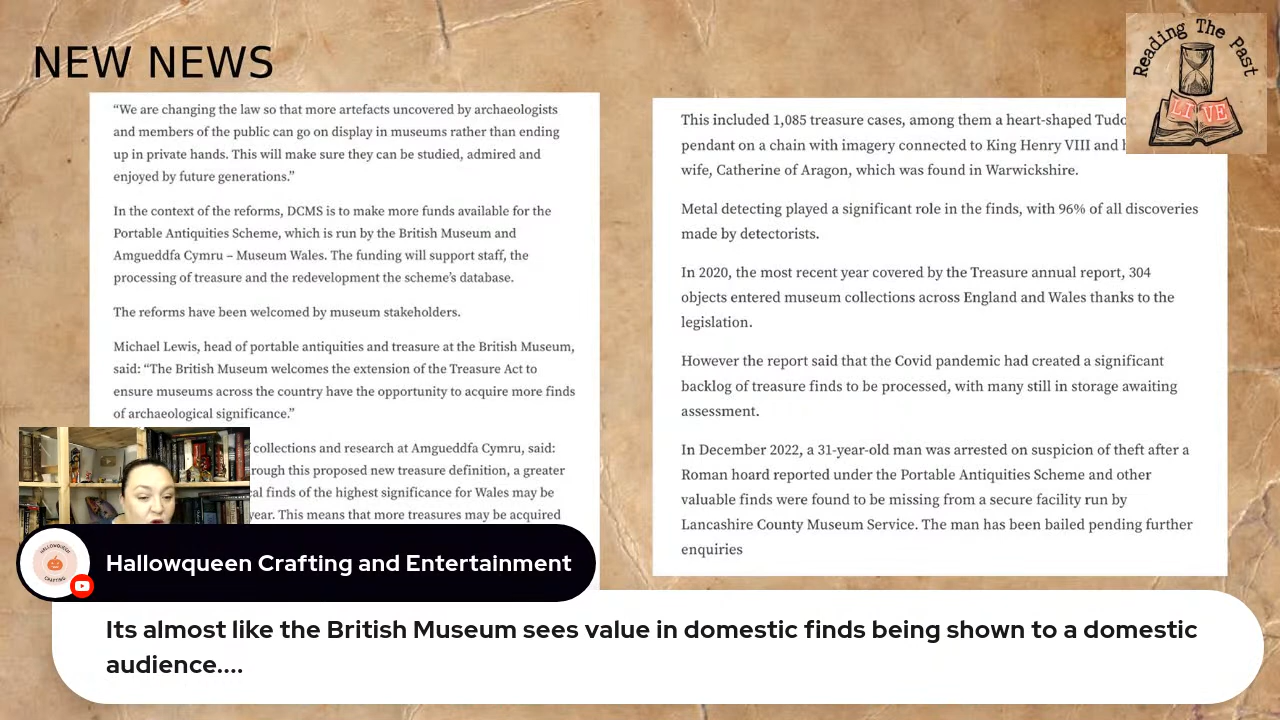 NEW NEWS
Reading The Past
LIVE
“We are changing the law so that more artefacts uncovered by archaeologists
and members of the public can go on display in museums rather than ending
up in private hands. This will make sure they can be studied, admired and
enjoyed by future generations.”
In the context of the reforms, DCMS is to make more funds available for the
Portable Antiquities Scheme, which is run by the British Museum and
Amgueddfa Cymru – Museum Wales. The funding will support staff, the
processing of treasure and the redevelopment the scheme’s database.
The reforms have been welcomed by museum stakeholders.
Michael Lewis, head of portable antiquities and treasure at the British Museum,
said: “The British Museum welcomes the extension of the Treasure Act to
ensure museums across the country have the opportunity to acquire more finds
of archaeological significance.”
collections and research at Amgueddfa Cymru, said:
this proposed new treasure definition, a greater
finds of the highest significance for Wales may be
year. This means that more treasures may be acquired
This included 1,085 treasure cases, among them a heart-shaped
pendant on a chain with imagery connected to King Henry VIII and
wife, Catherine of Aragon, which was found in Warwickshire.
Metal detecting played a significant role in the finds, with 96% of all discoveries
made by detectorists.
In 2020, the most recent year covered by the Treasure annual report, 304
objects entered museum collections across England and Wales thanks to the
legislation.
However the report said that the Covid pandemic had created a significant
backlog of treasure finds to be processed, with many still in storage awaiting
assessment.
In December 2022, a 31-year-old man was arrested on suspicion of theft after a
Roman hoard reported under the Portable Antiquities Scheme and other
valuable finds were found to be missing from a secure facility run by
Lancashire County Museum Service. The man has been bailed pending further
enquiries
HALLOWQUEEN
CRAFTING
Hallowqueen Crafting and Entertainment
Its almost like the British Museum sees value in domestic finds being shown to a domestic
audience....